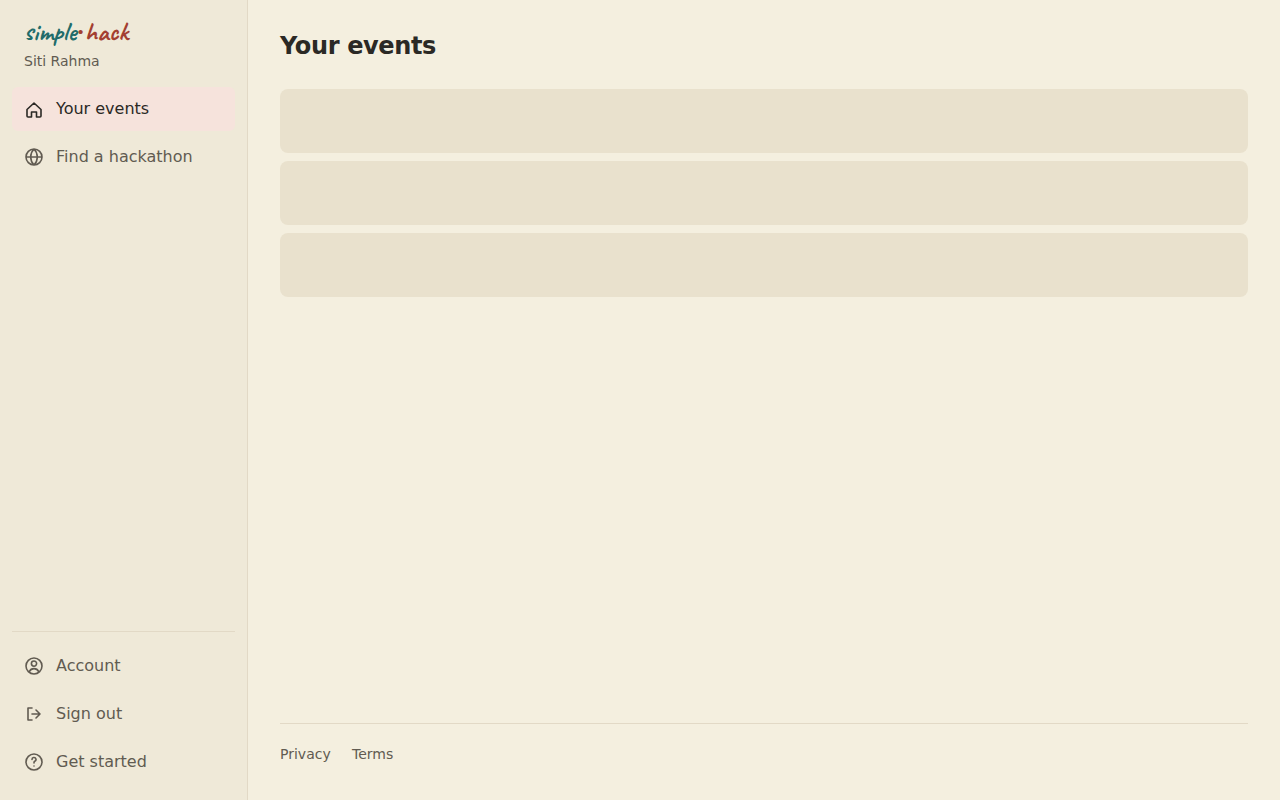 simple·hack
Siti Rahma
Your events
Find a hackathon
Account
Sign out
Get started
Your events
Privacy
Terms